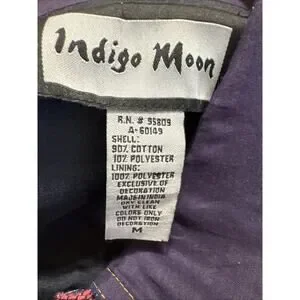 Indigo Moon
R.N. # 95809
A-60149
SHELL:
90% COTTON
10% POLYESTER
LINING:
100% POLYESTER
EXCLUSIVE OF
DECORATION
MADE IN INDIA
DRY CLEAN
WITH LIKE
COLORS ONLY
DO NOT IRON
DECORATION
M